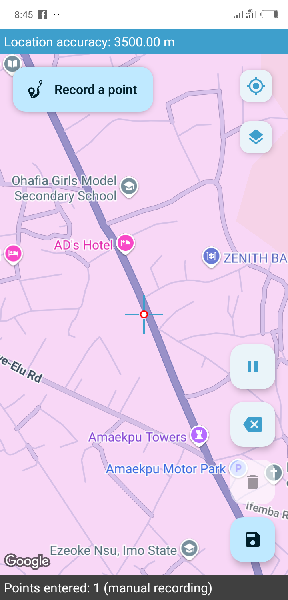 8:45
Location accuracy: 3500.00 m
Record a point
Ohafia Girls Model
Secondary School
AD's Hotel
ZENITH BA
ve-Elu Rd
Amaekpu Towers
Amaekpu Motor Park
P
ifemba R
Ezeoke Nsu, Imo State
Google
Points entered: 1 (manual recording)